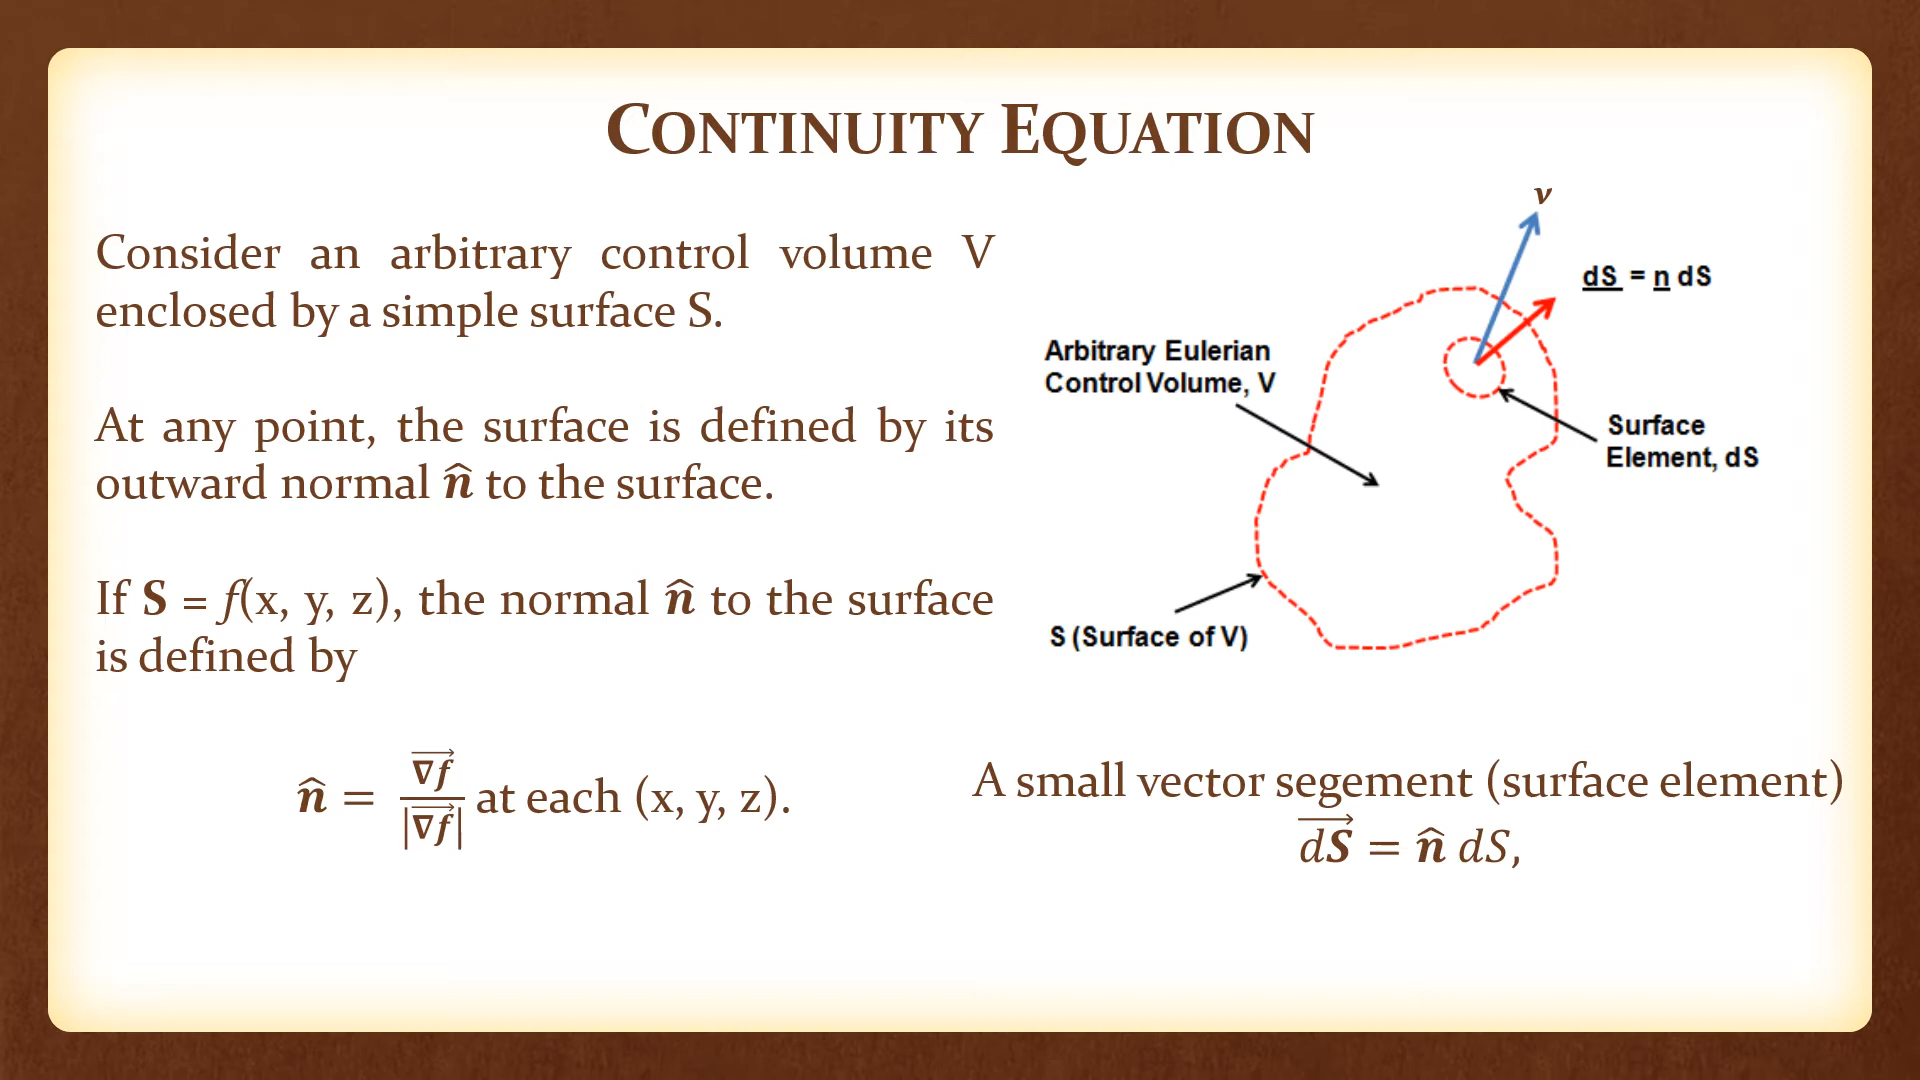 CONTINUITY EQUATION
Consider an arbitrary control volume V
enclosed by a simple surface S.
At any point, the surface is defined by its
outward normal n̂ to the surface.
If S = f(x, y, z), the normal n̂ to the surface
is defined by
n̂ = ∇f / |∇f| at each (x, y, z).
ν
dS = n dS
Arbitrary Eulerian
Control Volume, V
Surface
Element, dS
S (Surface of V)
A small vector segement (surface element)
dS⃗ = n̂ dS,